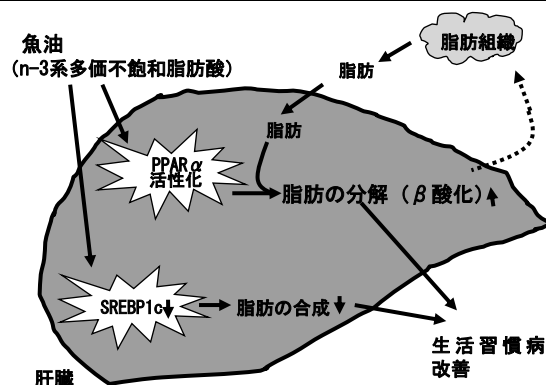 魚油
(n-3系多価不飽和脂肪酸)
脂肪組織
脂肪
脂肪
PPARα
活性化
脂肪の分解(β酸化)↑
SREBP1c↓
脂肪の合成↓
生活習慣病
改善
肝臓